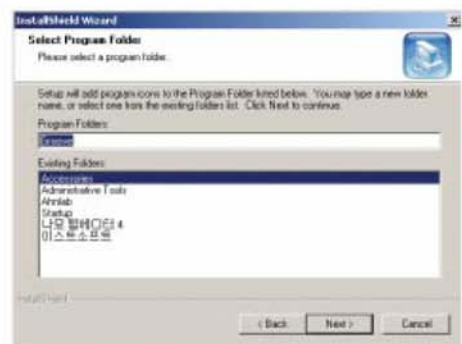 InstallShield Wizard
Select Program Folder
Please select a program folder.
Setup will add program icons to the Program Folder listed below. You may type a new folder
name, or select one from the existing folders list. Click Next to continue.
Program Folders:
Existing Folders:
Accessories
Administrative Tools
Ahnlab
Startup
나모 웹에디터 4
이스트소프트
InstallShield
< Back
Next >
Cancel